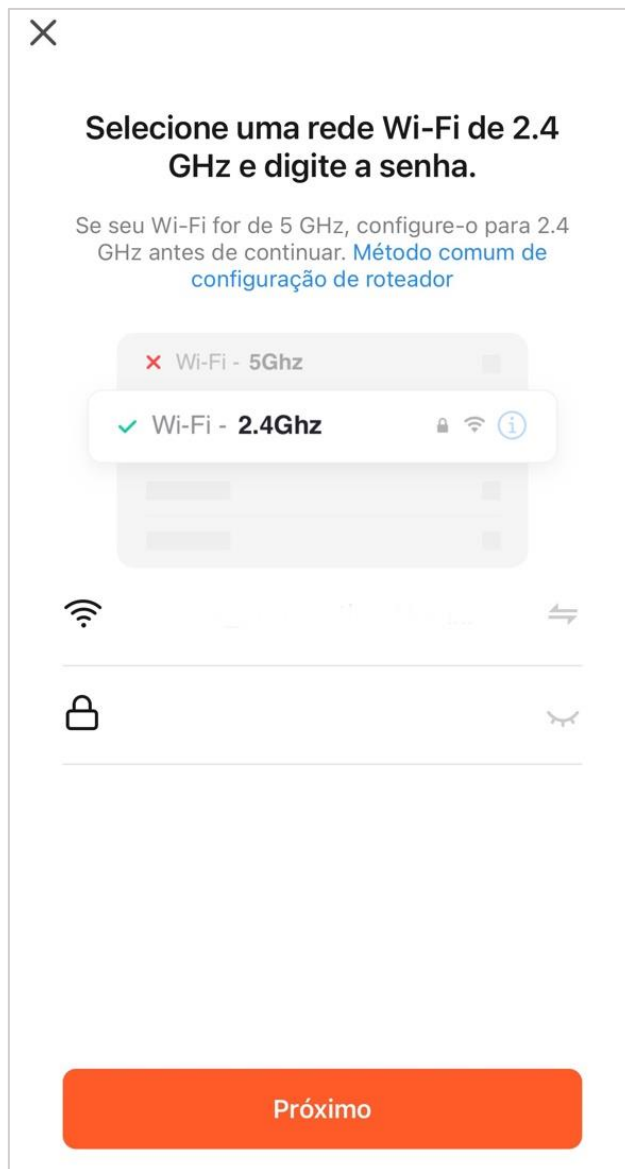 Selecione uma rede Wi-Fi de 2.4
GHz e digite a senha.
Se seu Wi-Fi for de 5 GHz, configure-o para 2.4
GHz antes de continuar. Método comum de
configuração de roteador
Wi-Fi - 5Ghz
Wi-Fi - 2.4Ghz
Próximo